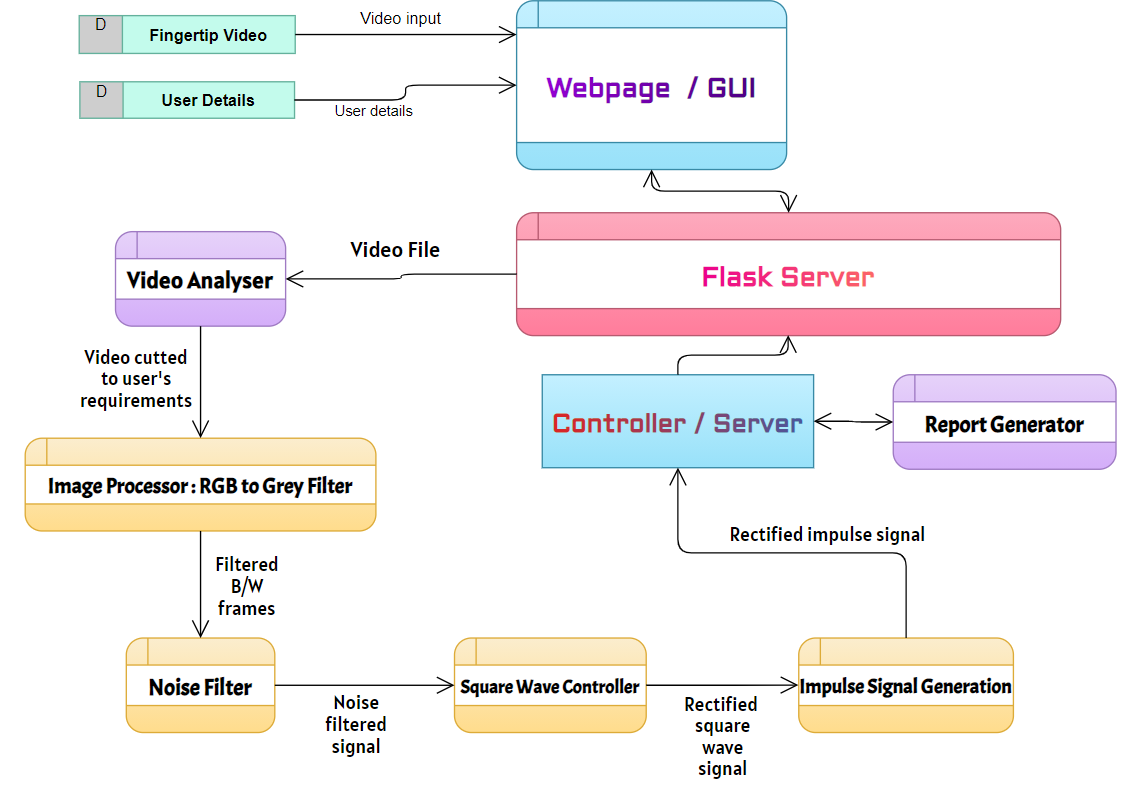 D
Fingertip Video
Video input
D
User Details
User details
Webpage / GUI
Flask Server
Video File
Video Analyser
Video cutted
to user's
requirements
Controller / Server
Report Generator
Image Processor : RGB to Grey Filter
Rectified impulse signal
Filtered
B/W
frames
Noise Filter
Noise
filtered
signal
Square Wave Controller
Rectified
square
wave
signal
Impulse Signal Generation